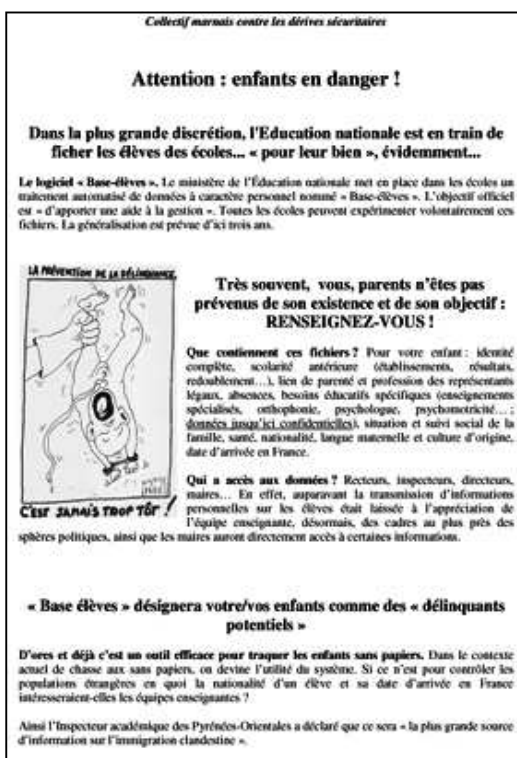 Collectif marnais contre les dérives sécuritaires
Attention : enfants en danger !
Dans la plus grande discrétion, l'Education nationale est en train de
ficher les élèves des écoles... « pour leur bien », évidemment...
Le logiciel « Base-élèves ». Le ministère de l'Éducation nationale met en place dans les écoles un
traitement automatisé de données à caractère personnel nommé « Base-élèves ». L'objectif officiel
est « d'apporter une aide à la gestion ». Toutes les écoles peuvent expérimenter volontairement ces
fichiers. La généralisation est prévue d'ici trois ans.
LA PRÉVENTION DE LA DÉLINQUANCE,
C'EST JAMAIS TROP TÔT !
Très souvent, vous, parents n'êtes pas
prévenus de son existence et de son objectif :
RENSEIGNEZ-VOUS !
Que contiennent ces fichiers ? Pour votre enfant : identité
complète, scolarité antérieure (établissements, résultats,
redoublement…), lien de parenté et profession des représentants
légaux, absences, besoins éducatifs spécifiques (enseignements
spécialisés, orthophonie, psychologue, psychomotricité… ;
données jusqu'ici confidentielles), situation et suivi social de la
famille, santé, nationalité, langue maternelle et culture d'origine,
date d'arrivée en France.
Qui a accès aux données ? Recteurs, inspecteurs, directeurs,
maires… En effet, auparavant la transmission d'informations
personnelles sur les élèves était laissée à l'appréciation de
l'équipe enseignante, désormais, des cadres au plus près des
sphères politiques, ainsi que les maires auront directement accès à certaines informations.
« Base élèves » désignera votre/vos enfants comme des « délinquants
potentiels »
D'ores et déjà c'est un outil efficace pour traquer les enfants sans papiers. Dans le contexte
actuel de chasse aux sans papiers, on devine l'utilité du système. Si ce n'est pour contrôler les
populations étrangères en quoi la nationalité d'un élève et sa date d'arrivée en France
intéresseraient-elles les équipes enseignantes ?
Ainsi l'Inspecteur académique des Pyrénées-Orientales a déclaré que ce sera « la plus grande source
d'information sur l'immigration clandestine ».